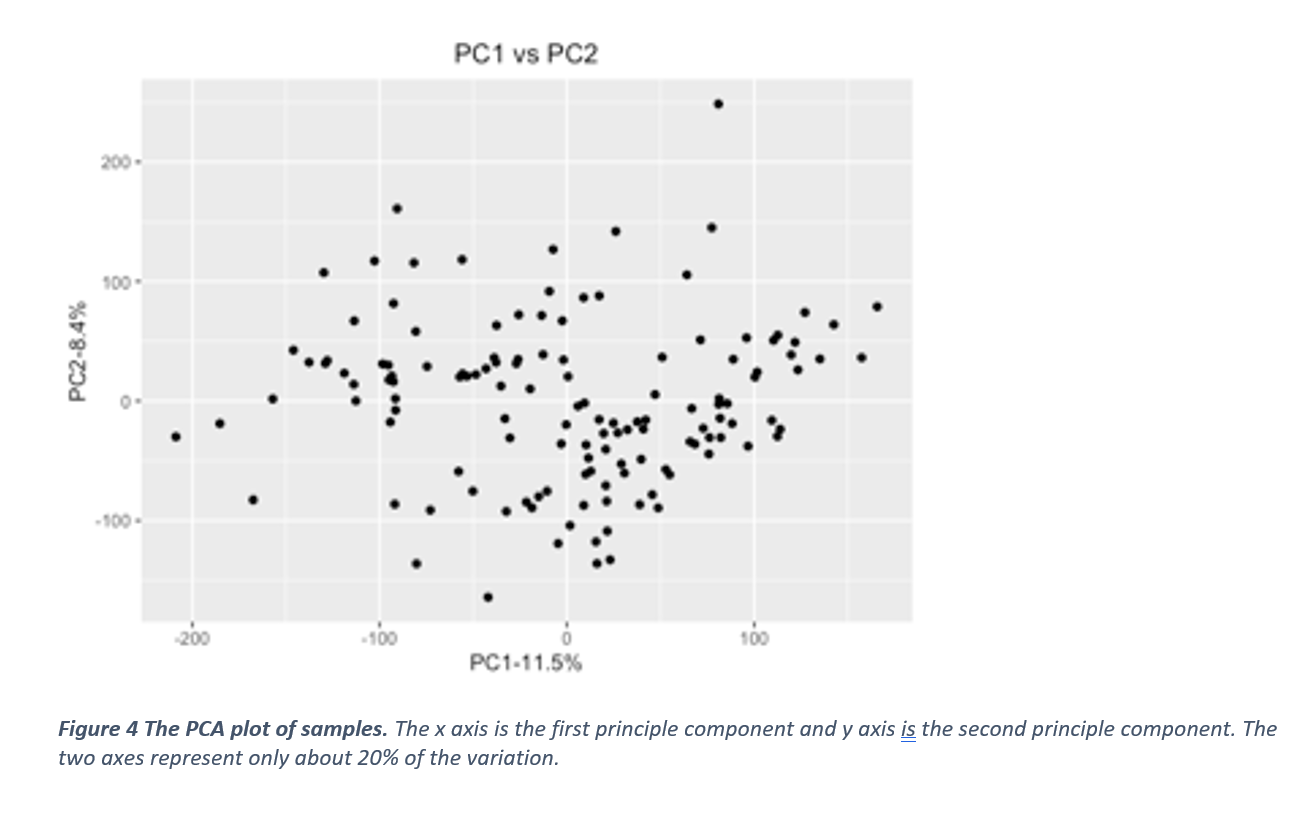 PC1 vs PC2
200
100
0
-100
PC2-8.4%
-200
-100
0
100
PC1-11.5%
Figure 4 The PCA plot of samples. The x axis is the first principle component and y axis is the second principle component. The
two axes represent only about 20% of the variation.